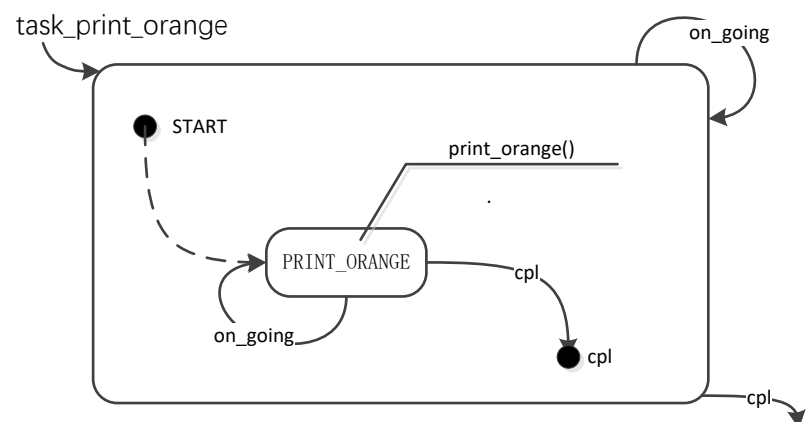 task_print_orange
on_going
START
print_orange()
.
PRINT_ORANGE
cpl
on_going
cpl
cpl